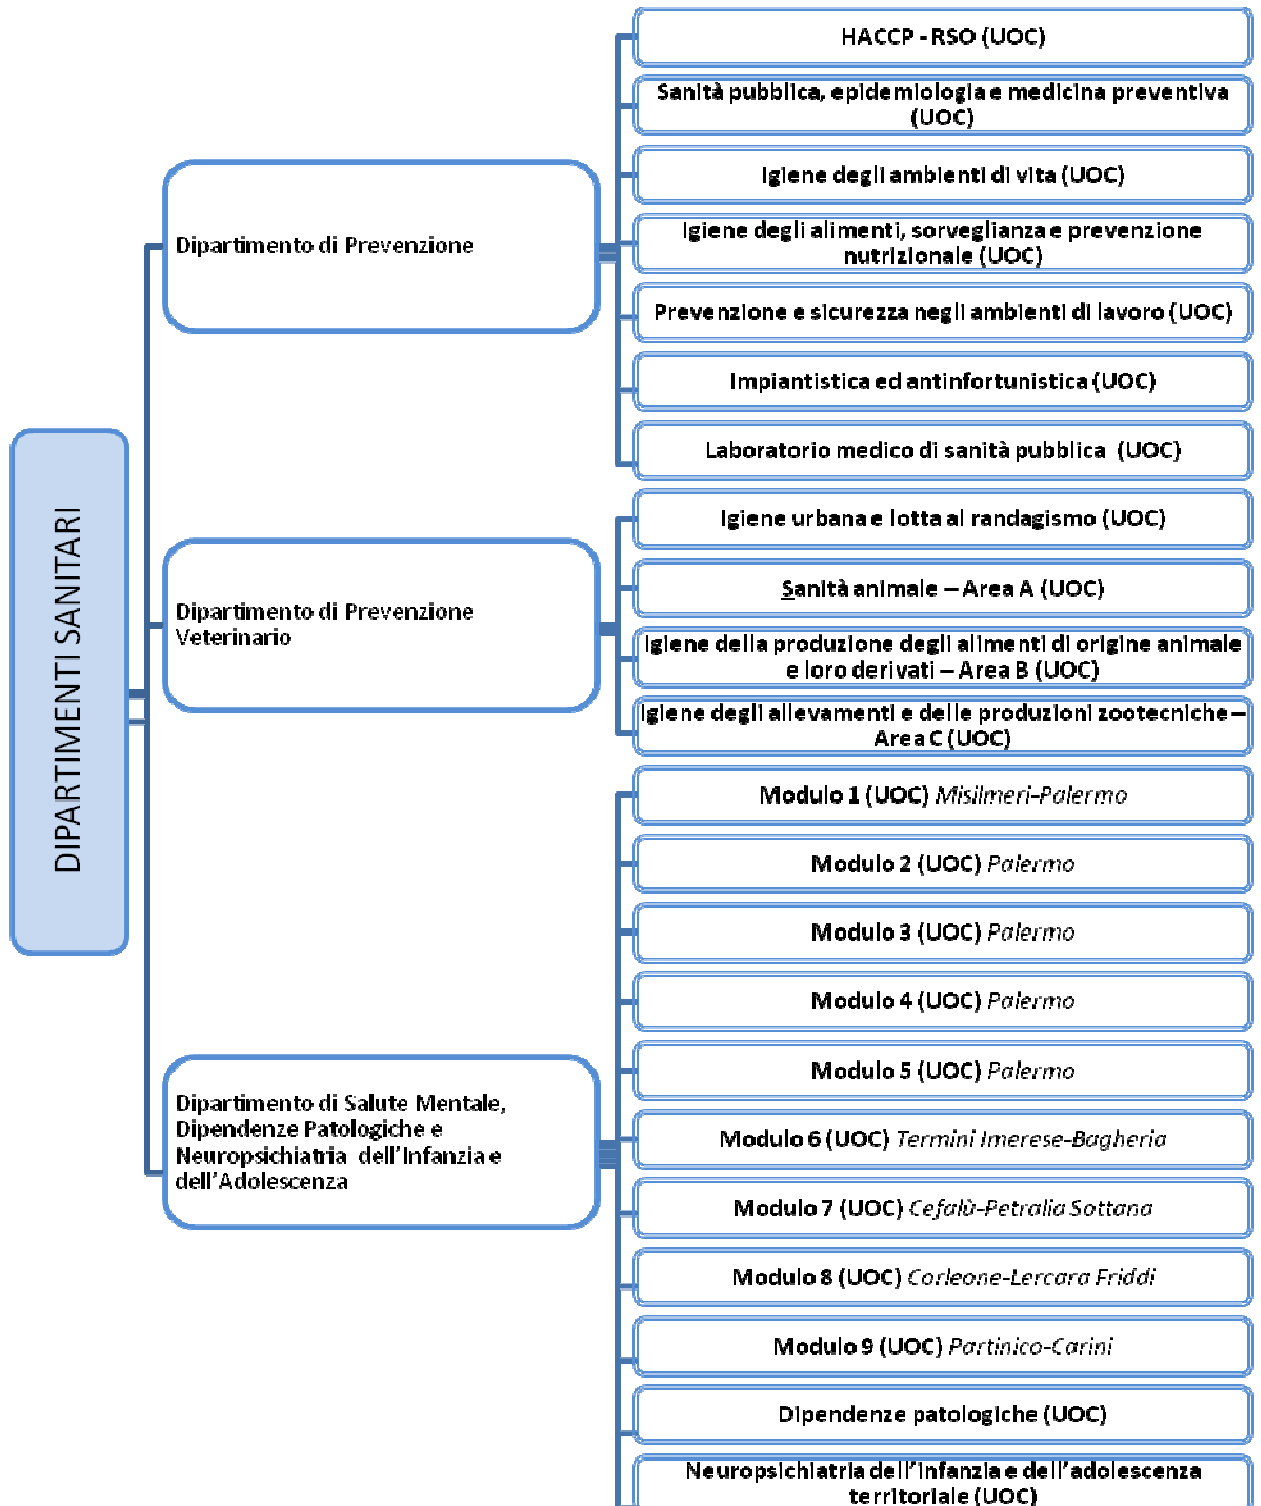 DIPARTIMENTI SANITARI
Dipartimento di Prevenzione
HACCP - RSO (UOC)
Sanità pubblica, epidemiologia e medicina preventiva
(UOC)
Igiene degli ambienti di vita (UOC)
Igiene degli alimenti, sorveglianza e prevenzione
nutrizionale (UOC)
Prevenzione e sicurezza negli ambienti di lavoro (UOC)
Impiantistica ed antinfortunistica (UOC)
Laboratorio medico di sanità pubblica (UOC)
Dipartimento di Prevenzione
Veterinario
Igiene urbana e lotta al randagismo (UOC)
Sanità animale – Area A (UOC)
Igiene della produzione degli alimenti di origine animale
e loro derivati – Area B (UOC)
Igiene degli allevamenti e delle produzioni zootecniche –
Area C (UOC)
Dipartimento di Salute Mentale,
Dipendenze Patologiche e
Neuropsichiatria dell'Infanzia e
dell'Adolescenza
Modulo 1 (UOC) Misilmeri-Palermo
Modulo 2 (UOC) Palermo
Modulo 3 (UOC) Palermo
Modulo 4 (UOC) Palermo
Modulo 5 (UOC) Palermo
Modulo 6 (UOC) Termini Imerese-Bagheria
Modulo 7 (UOC) Cefalù-Petralia Sottana
Modulo 8 (UOC) Corleone-Lercara Friddi
Modulo 9 (UOC) Partinico-Carini
Dipendenze patologiche (UOC)
Neuropsichiatria dell'infanzia e dell'adolescenza
territoriale (UOC)